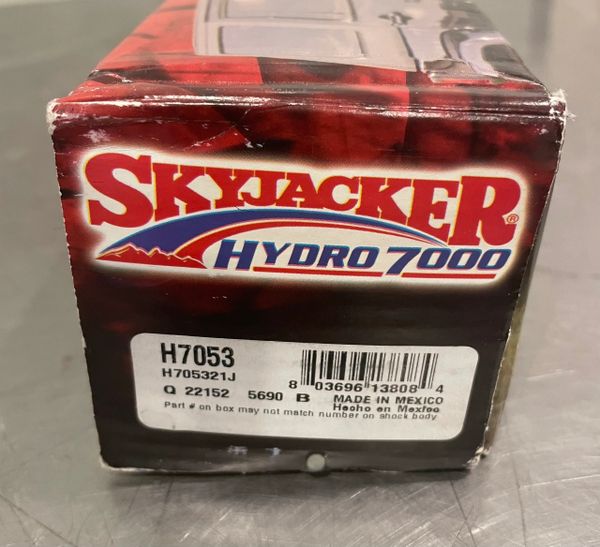 SKYJACKER®
HYDRO 7000
H7053
H705321J
Q 22152 5690 B
8 03696 13808 4
MADE IN MEXICO
Hecho en Mexico
Part # on box may not match number on shock body